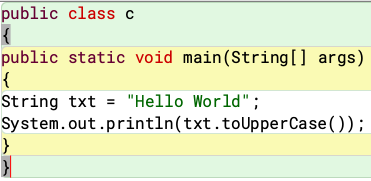 public class c
{
public static void main(String[] args)
{
String txt = "Hello World";
System.out.println(txt.toUpperCase());
}
}